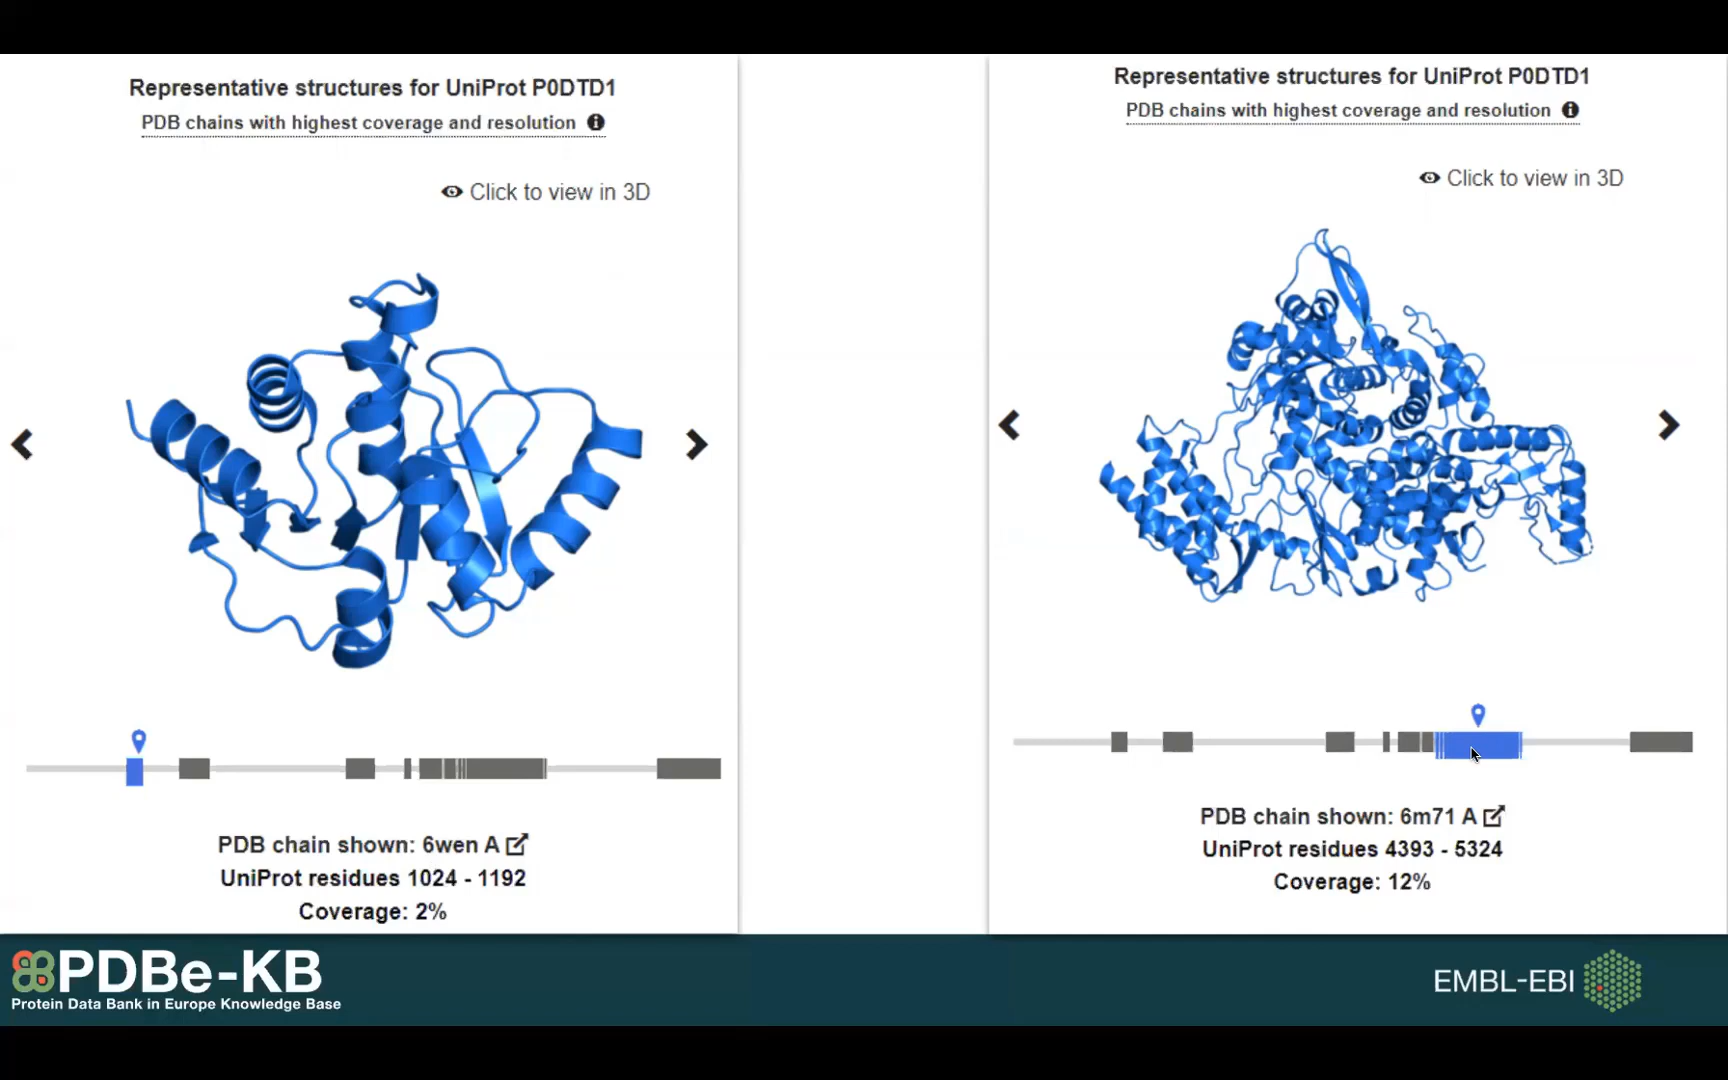 Representative structures for UniProt P0DTD1
PDB chains with highest coverage and resolution
Click to view in 3D
PDB chain shown: 6wen A
UniProt residues 1024 - 1192
Coverage: 2%
Representative structures for UniProt P0DTD1
PDB chains with highest coverage and resolution
Click to view in 3D
PDB chain shown: 6m71 A
UniProt residues 4393 - 5324
Coverage: 12%
PDBe-KB
Protein Data Bank in Europe Knowledge Base
EMBL-EBI